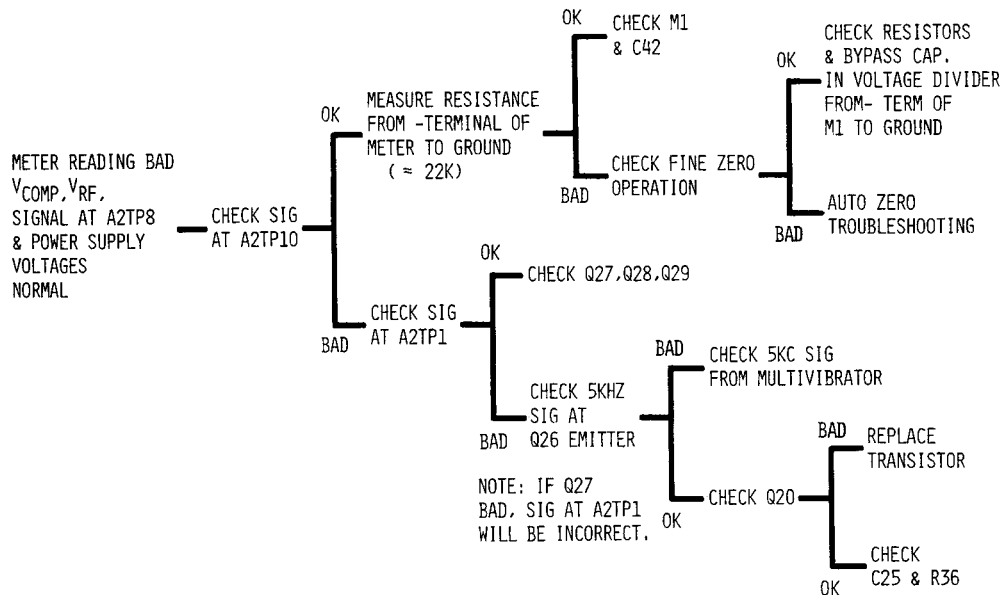 METER READING BAD
VCOMP, VRF,
SIGNAL AT A2TP8
& POWER SUPPLY
VOLTAGES
NORMAL
CHECK SIG
AT A2TP10
OK
MEASURE RESISTANCE
FROM -TERMINAL OF
METER TO GROUND
(≈ 22K)
OK
CHECK M1
& C42
BAD
CHECK FINE ZERO
OPERATION
OK
CHECK RESISTORS
& BYPASS CAP.
IN VOLTAGE DIVIDER
FROM- TERM OF
M1 TO GROUND
BAD
AUTO ZERO
TROUBLESHOOTING
BAD
CHECK SIG
AT A2TP1
OK
CHECK Q27,Q28,Q29
BAD
CHECK 5KHZ
SIG AT
Q26 EMITTER
NOTE: IF Q27
BAD, SIG AT A2TP1
WILL BE INCORRECT.
BAD
CHECK 5KC SIG
FROM MULTIVIBRATOR
OK
CHECK Q20
BAD
REPLACE
TRANSISTOR
OK
CHECK
C25 & R36